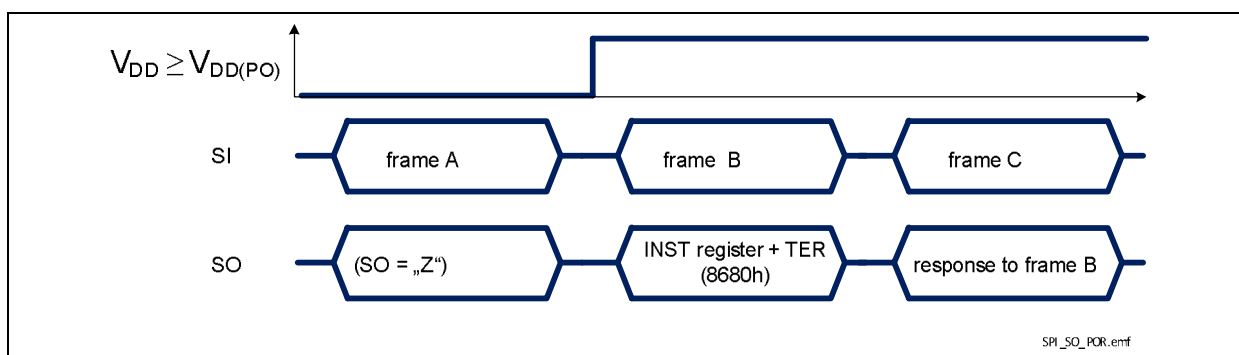 VDD ≥ VDD(PO)
SI
frame A
frame B
frame C
SO
(SO = „Z“)
INST register + TER
(8680h)
response to frame B
SPI_SO_POR.emf